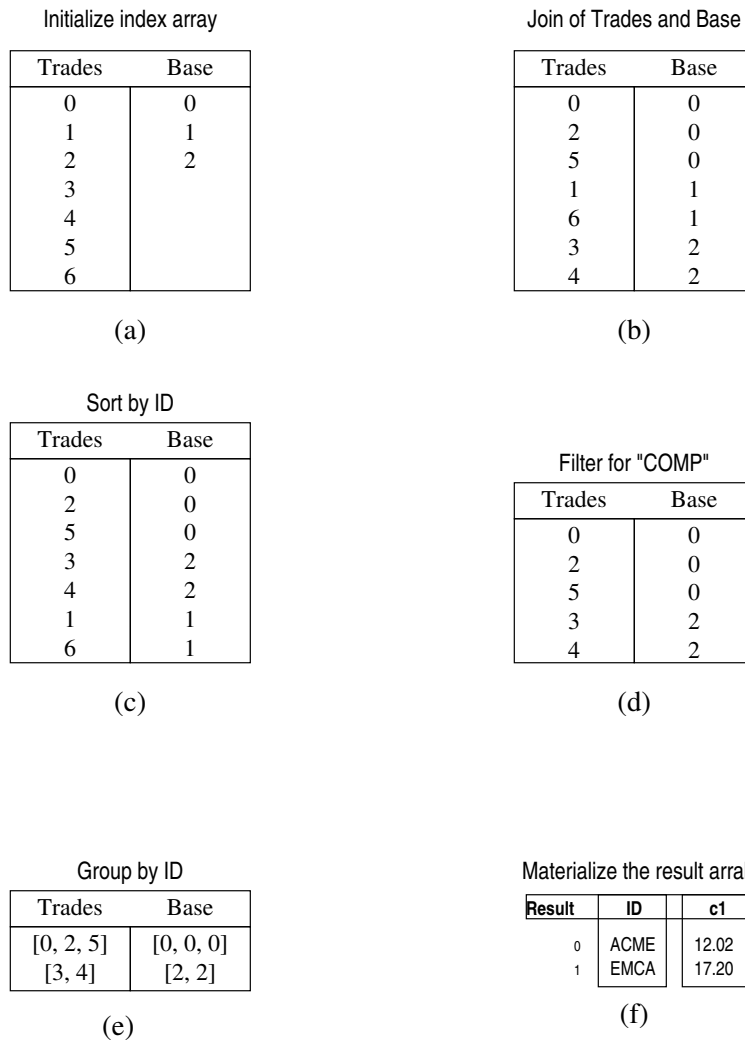 Initialize index array
Trades Base
0 0
1 1
2 2
3
4
5
6
(a)
Join of Trades and Base
Trades Base
0 0
2 0
5 0
1 1
6 1
3 2
4 2
(b)
Sort by ID
Trades Base
0 0
2 0
5 0
3 2
4 2
1 1
6 1
(c)
Filter for "COMP"
Trades Base
0 0
2 0
5 0
3 2
4 2
(d)
Group by ID
Trades Base
[0, 2, 5] [0, 0, 0]
[3, 4] [2, 2]
(e)
Materialize the result
Result ID c1
0 ACME 12.02
1 EMCA 17.20
(f)